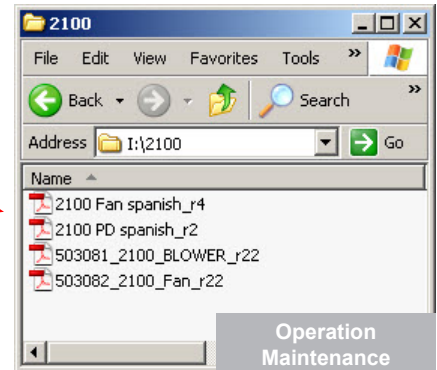 2100
File Edit View Favorites Tools »
Back Search »
Address I:\2100 Go
Name
2100 Fan spanish_r4
2100 PD spanish_r2
503081_2100_BLOWER_r22
503082_2100_Fan_r22
Operation
Maintenance